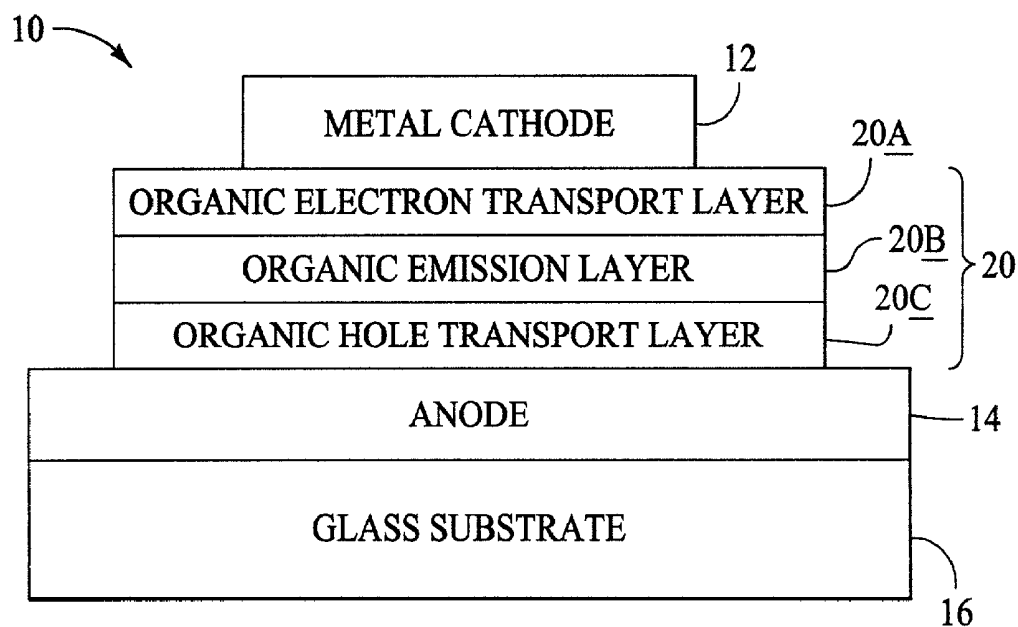 10
12
METAL CATHODE
20A
ORGANIC ELECTRON TRANSPORT LAYER
20B
ORGANIC EMISSION LAYER
20
20C
ORGANIC HOLE TRANSPORT LAYER
ANODE
14
GLASS SUBSTRATE
16